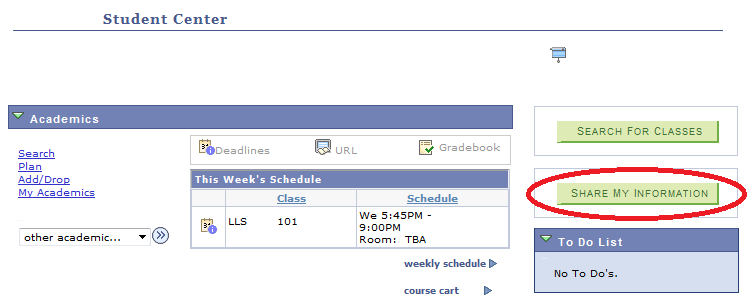 Student Center
Academics
Search
Plan
Add/Drop
My Academics
other academic...
Deadlines
URL
Gradebook
This Week's Schedule
Class Schedule
LLS 101 We 5:45PM -
9:00PM
Room: TBA
weekly schedule
course cart
SEARCH FOR CLASSES
SHARE MY INFORMATION
To Do List
No To Do's.